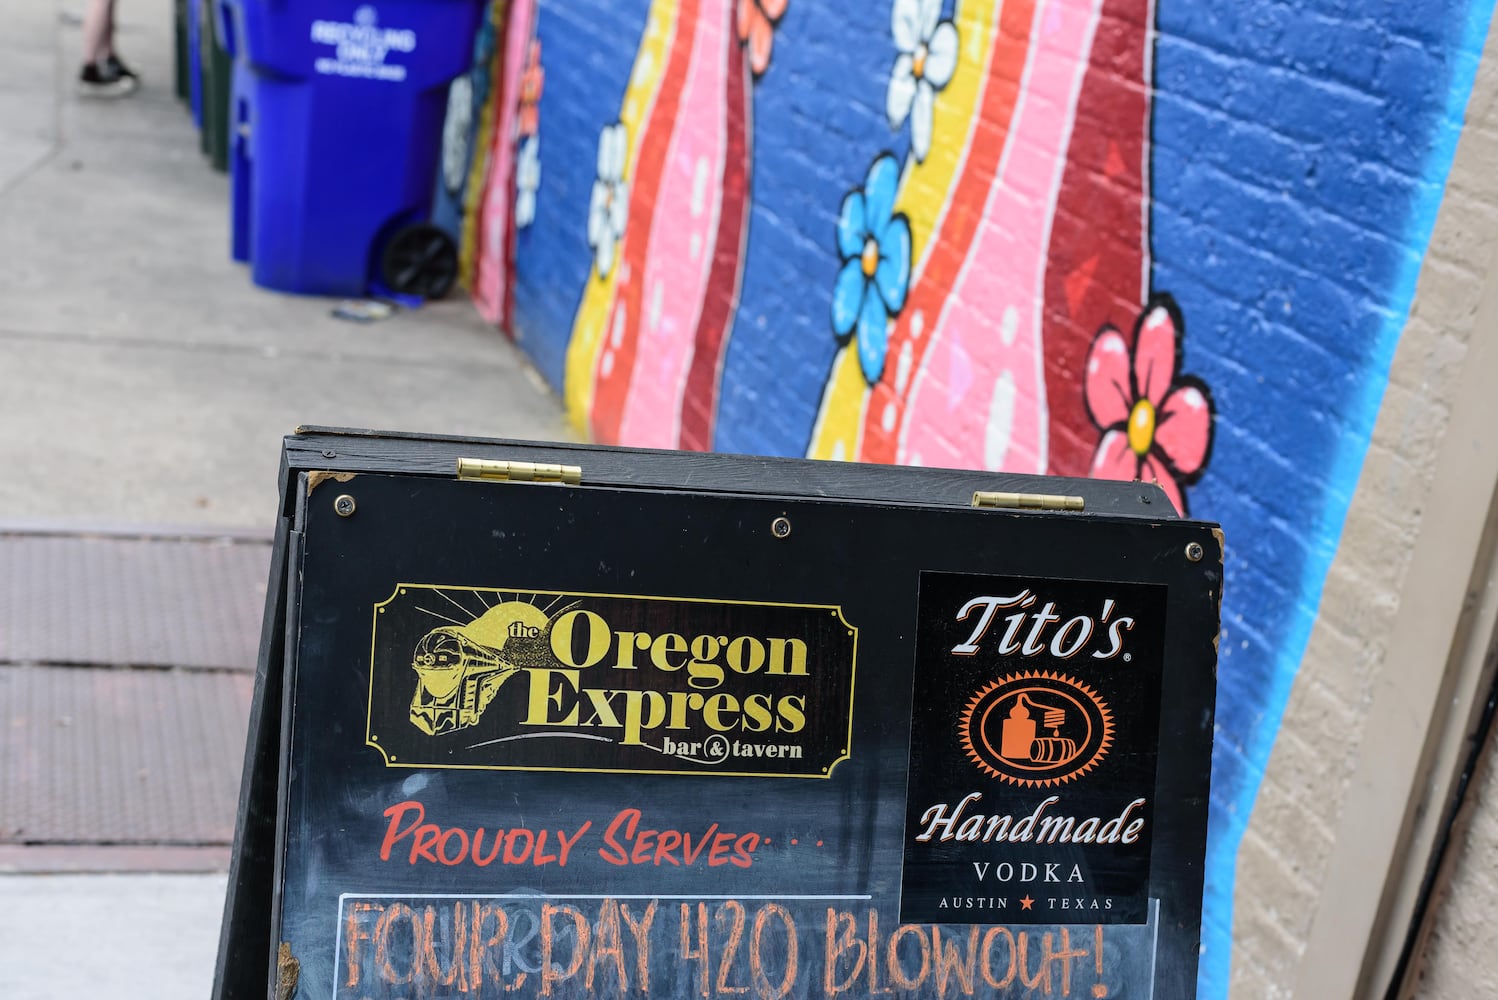 RECYCLING
ONLY
the Oregon
Express
bar & tavern
PROUDLY SERVES...
Tito's®
Handmade
VODKA
AUSTIN ★ TEXAS
FOUR DAY 420 BLOWOUT!